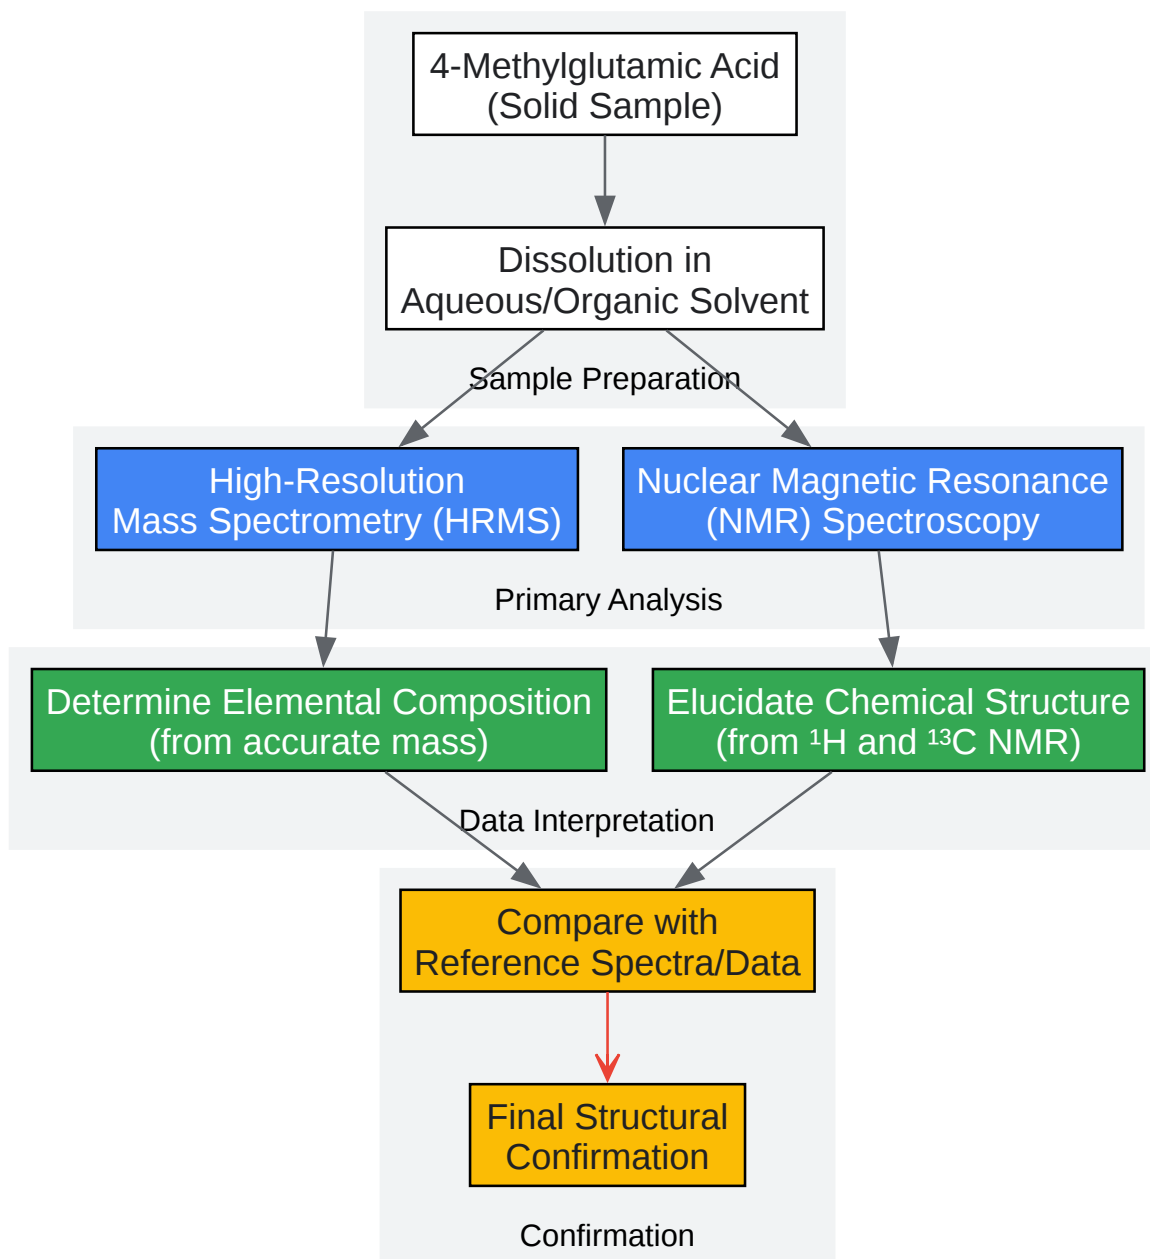 4-Methylglutamic Acid
(Solid Sample)
Dissolution in
Aqueous/Organic Solvent
Sample Preparation
High-Resolution
Mass Spectrometry (HRMS)
Nuclear Magnetic Resonance
(NMR) Spectroscopy
Primary Analysis
Determine Elemental Composition
(from accurate mass)
Elucidate Chemical Structure
(from ¹H and ¹³C NMR)
Data Interpretation
Compare with
Reference Spectra/Data
Final Structural
Confirmation
Confirmation